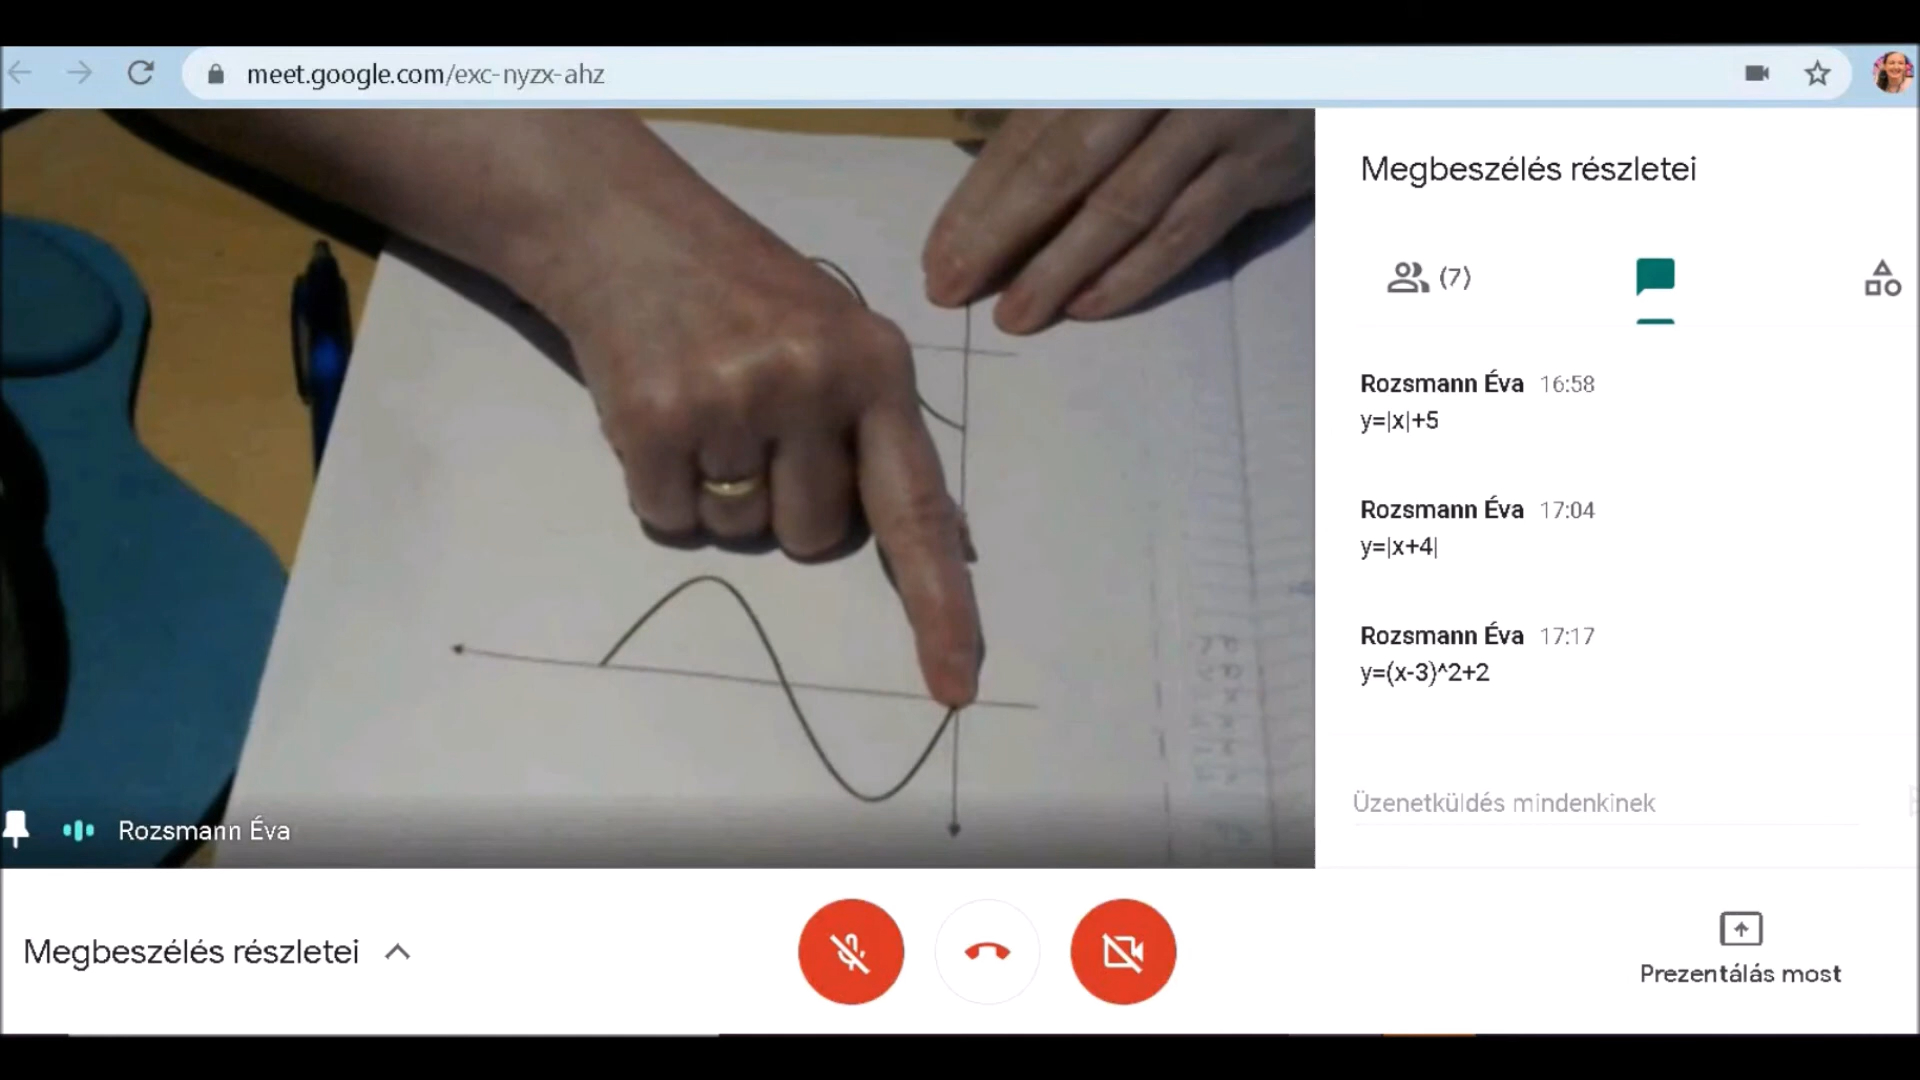 meet.google.com/exc-nyzx-ahz
Megbeszélés részletei
(7)
Rozsmann Éva 16:58
y=|x|+5
Rozsmann Éva 17:04
y=|x+4|
Rozsmann Éva 17:17
y=(x-3)^2+2
Üzenetküldés mindenkinek
Rozsmann Éva
Megbeszélés részletei
Prezentálás most